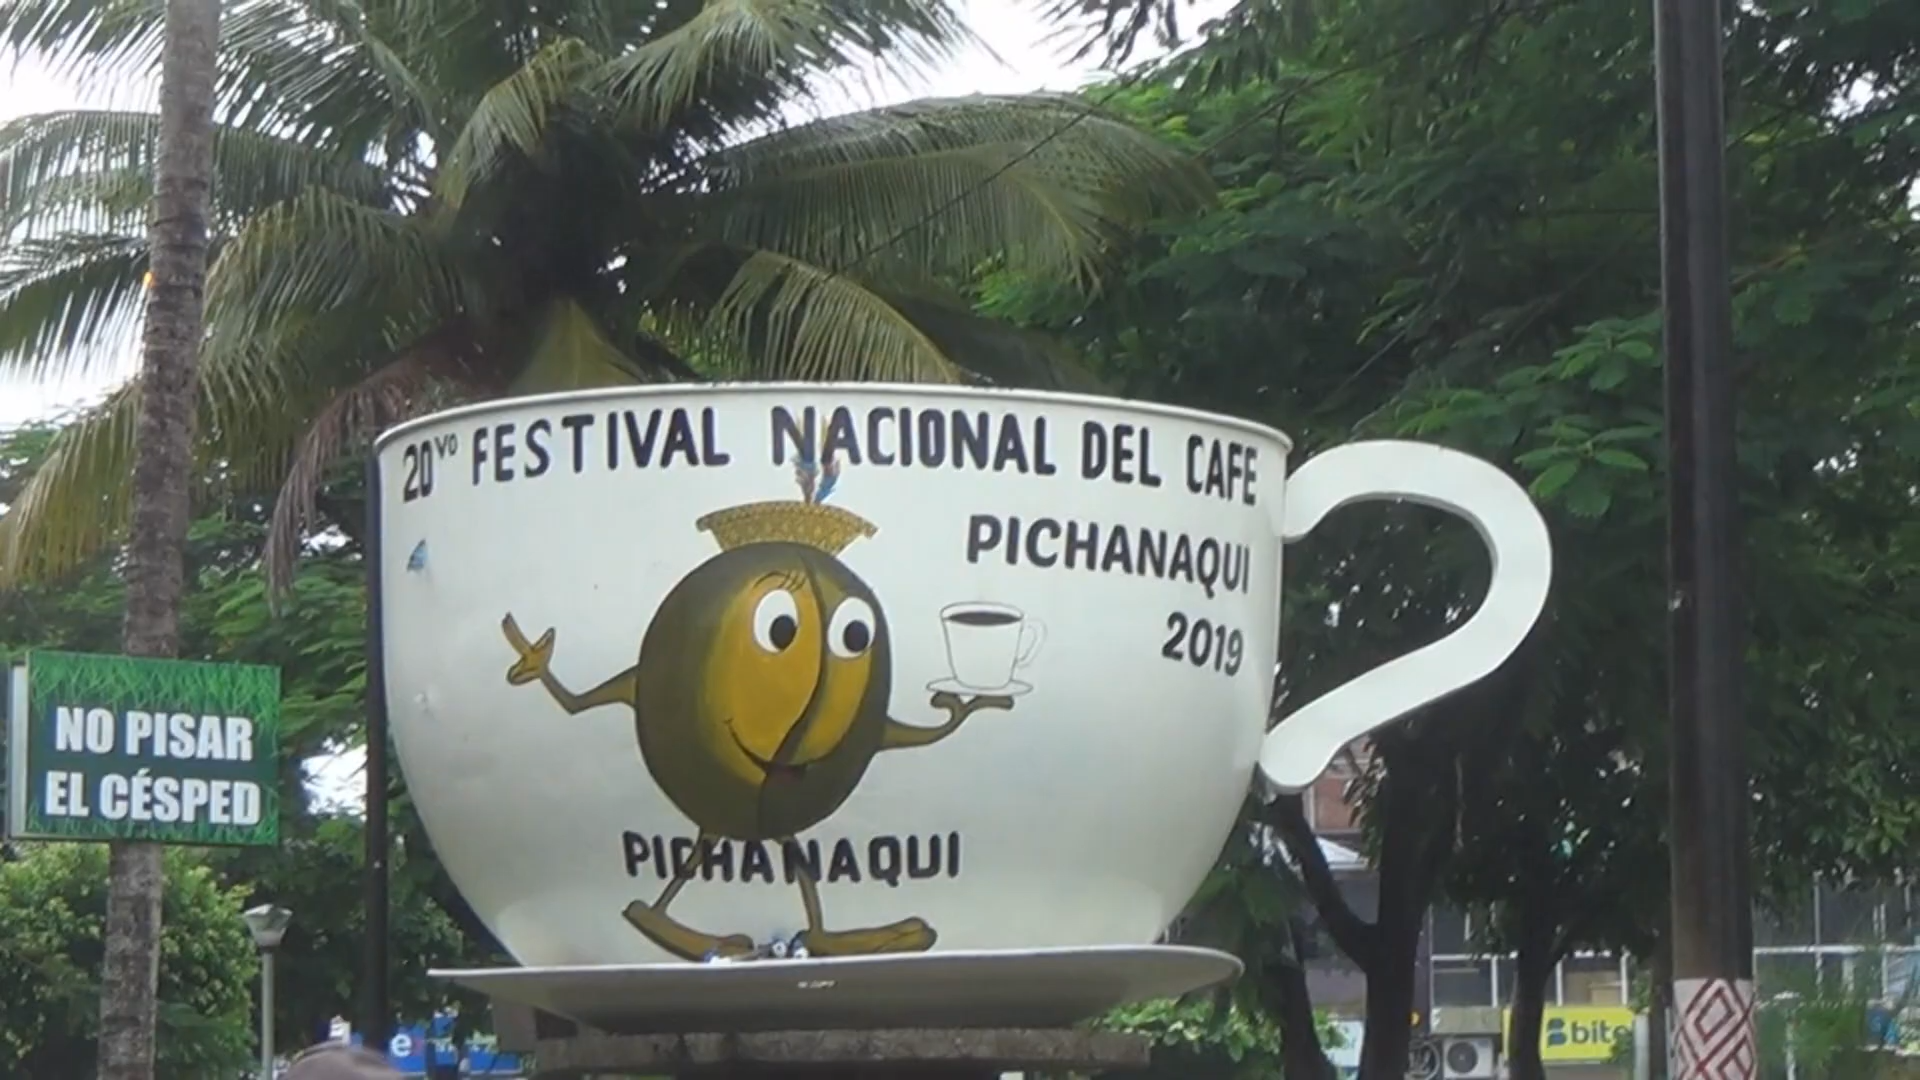 20vo FESTIVAL NACIONAL DEL CAFE
PICHANAQUI
2019
PICHANAQUI
NO PISAR
EL CÉSPED
bite